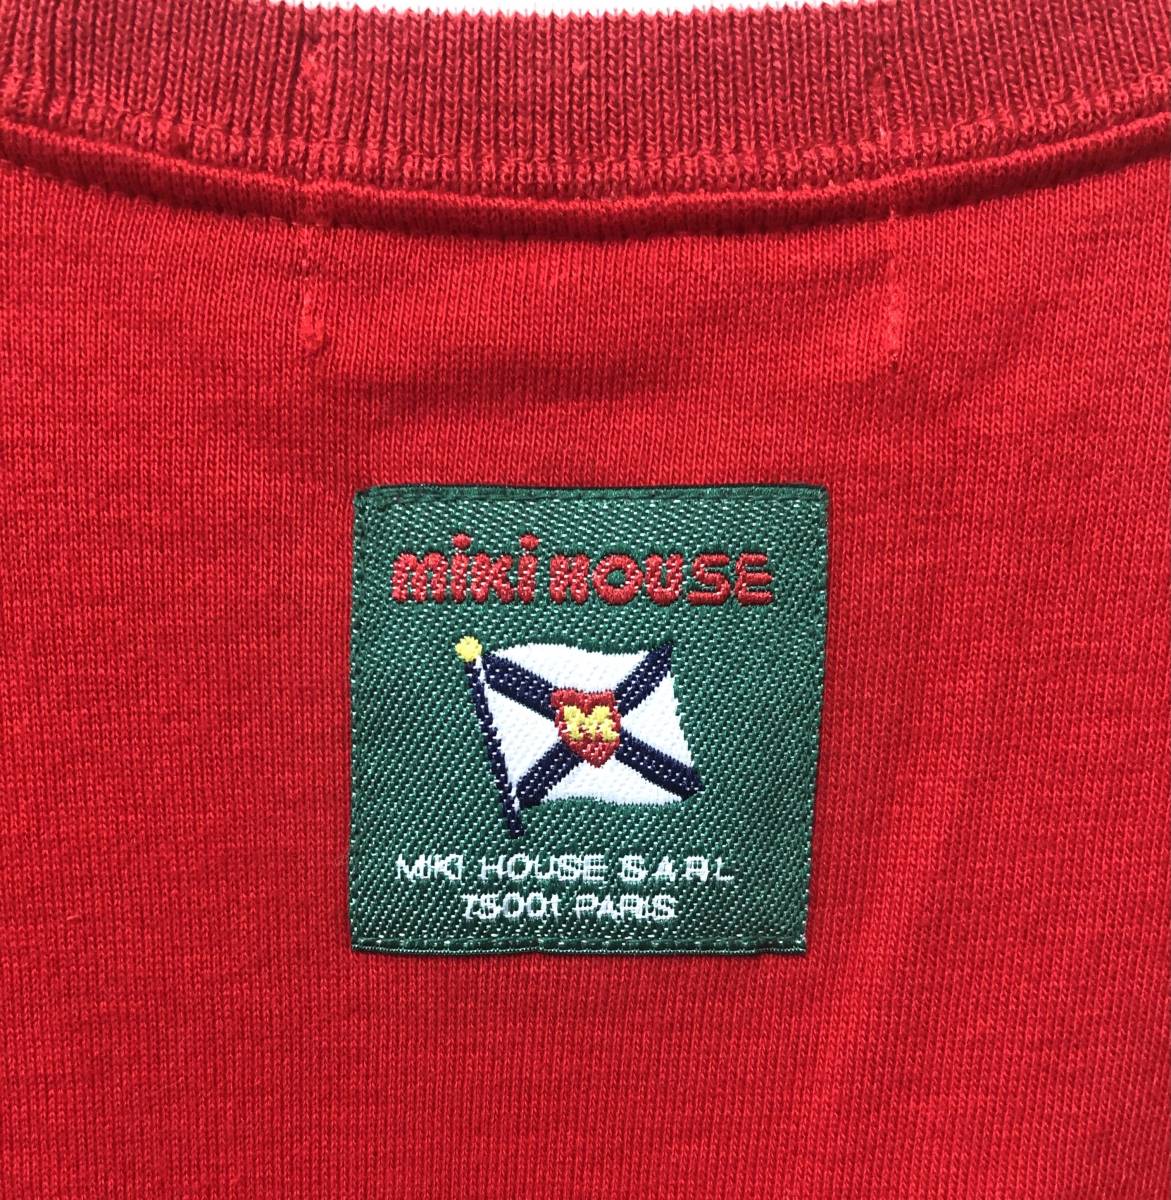 miki HOUSE
M
MIKI HOUSE S A R L
75001 PARIS